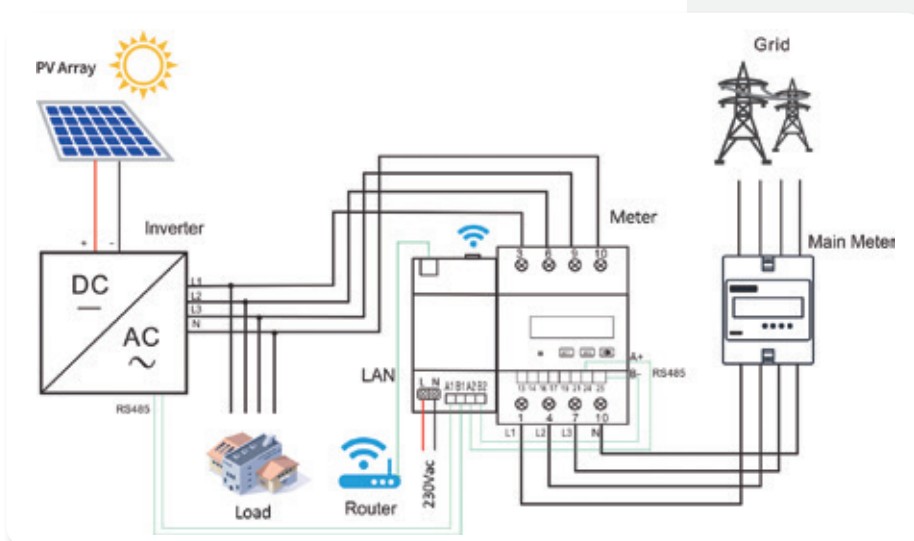 Grid
PV Array
Inverter
Meter
Main Meter
+ -
3 6 9 10
DC
AC
L1
L2
L3
N
LAN
L N
A1 B1 A2 B2
A+
B-
RS485
13 14 16 17 19 21 24 25
RS485
1 4 7 10
L1 L2 L3 N
230Vac
Load
Router